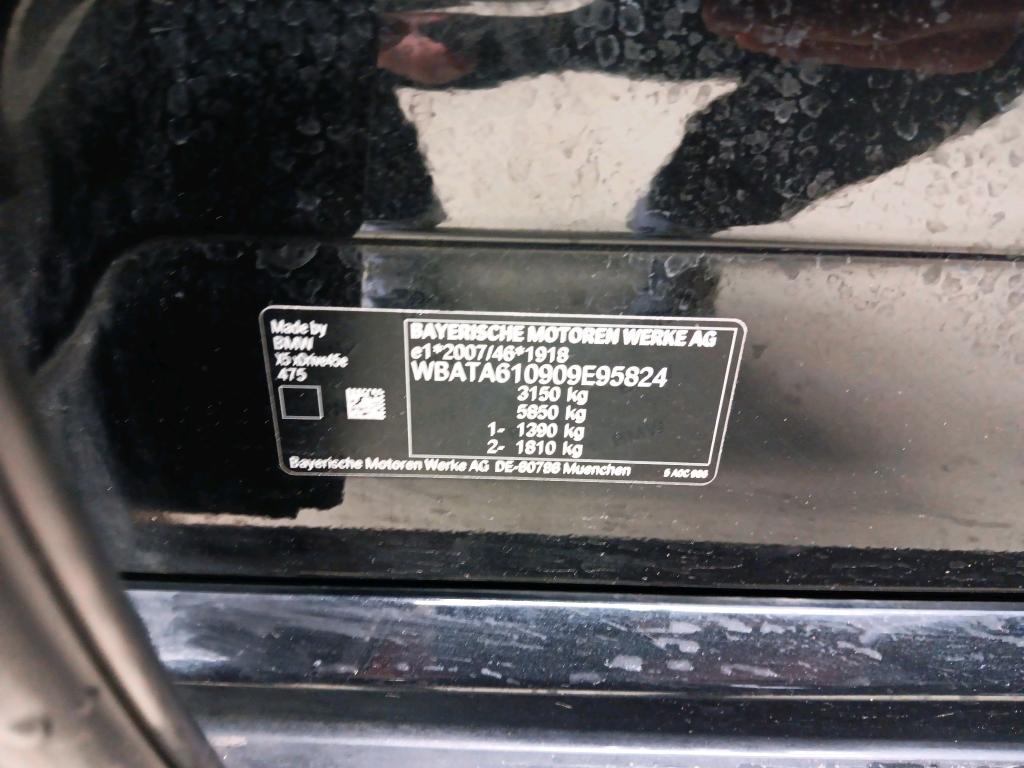 Made by
BMW
X5 xDrive45e
475
BAYERISCHE MOTOREN WERKE AG
e1*2007/46*1918
WBATA610909E95824
3150 kg
5850 kg
1- 1390 kg
2- 1810 kg
Bayerische Motoren Werke AG DE-80788 Muenchen